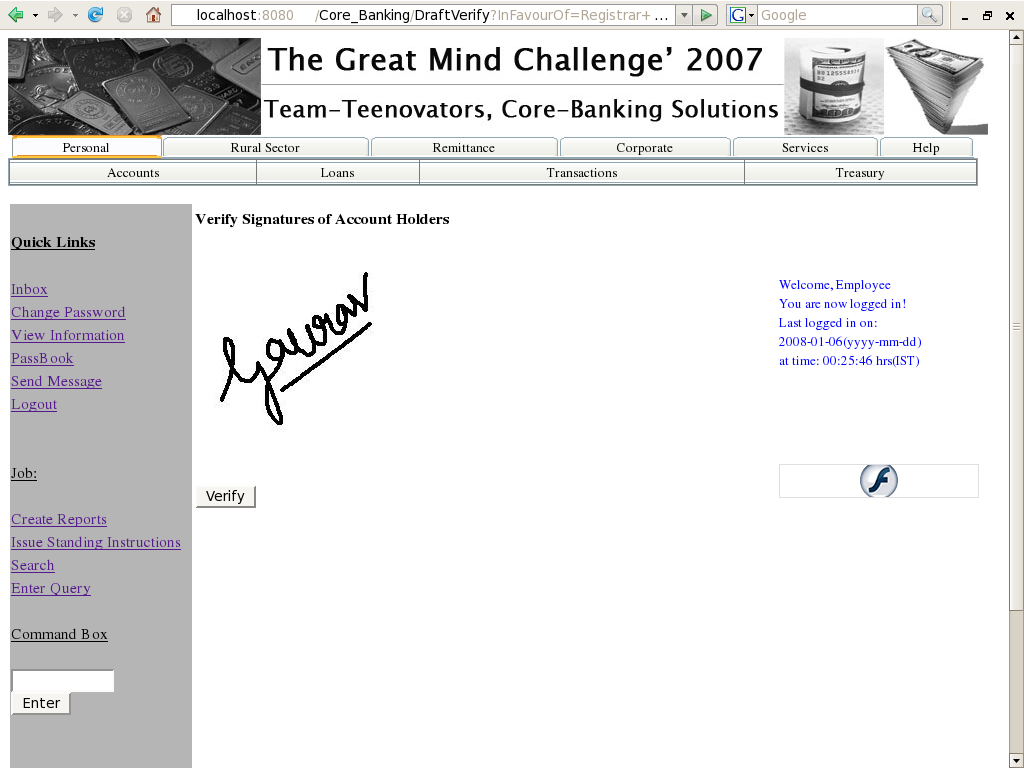 localhost:8080 /Core_Banking/DraftVerify?InFavourOf=Registrar+ ...
G Google
The Great Mind Challenge' 2007
Team-Teenovators, Core-Banking Solutions
Personal Rural Sector Remittance Corporate Services Help
Accounts Loans Transactions Treasury
Verify Signatures of Account Holders
Quick Links
Inbox
Change Password
View Information
PassBook
Send Message
Logout
Job:
Create Reports
Issue Standing Instructions
Search
Enter Query
Command Box
Enter
Gaurav
Verify
Welcome, Employee
You are now logged in!
Last logged in on:
2008-01-06(yyyy-mm-dd)
at time: 00:25:46 hrs(IST)